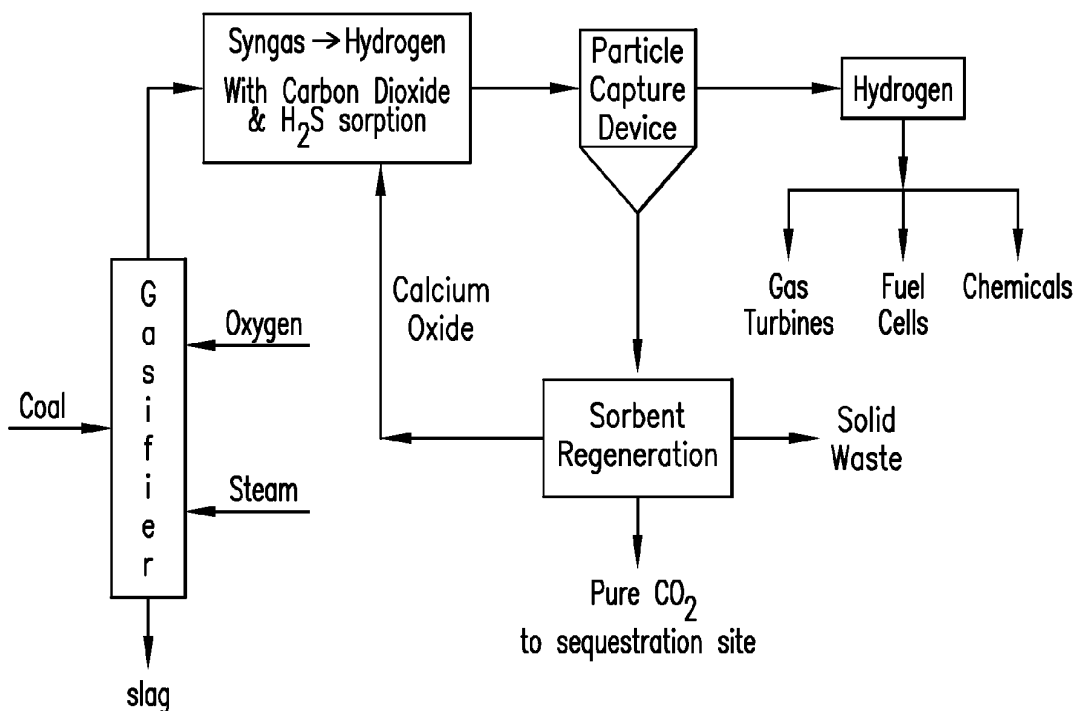 Syngas → Hydrogen
With Carbon Dioxide
& H₂S sorption
Particle
Capture
Device
Hydrogen
Gas
Turbines
Fuel
Cells
Chemicals
Gasifier
Oxygen
Coal
Steam
slag
Calcium
Oxide
Sorbent
Regeneration
Solid
Waste
Pure CO₂
to sequestration site